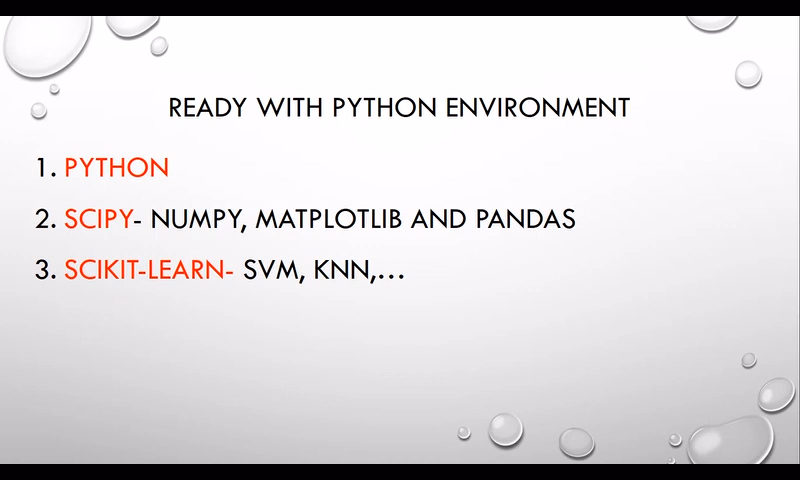 READY WITH PYTHON ENVIRONMENT
1. PYTHON
2. SCIPY- NUMPY, MATPLOTLIB AND PANDAS
3. SCIKIT-LEARN- SVM, KNN,...